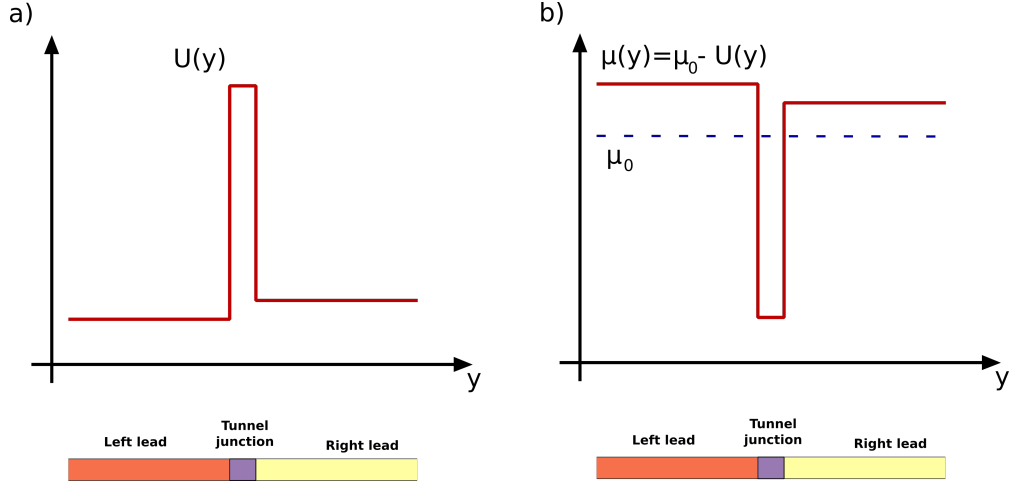 a)
U(y)
y
Left lead
Tunnel
junction
Right lead
b)
μ(y)=μ₀- U(y)
μ₀
y
Left lead
Tunnel
junction
Right lead